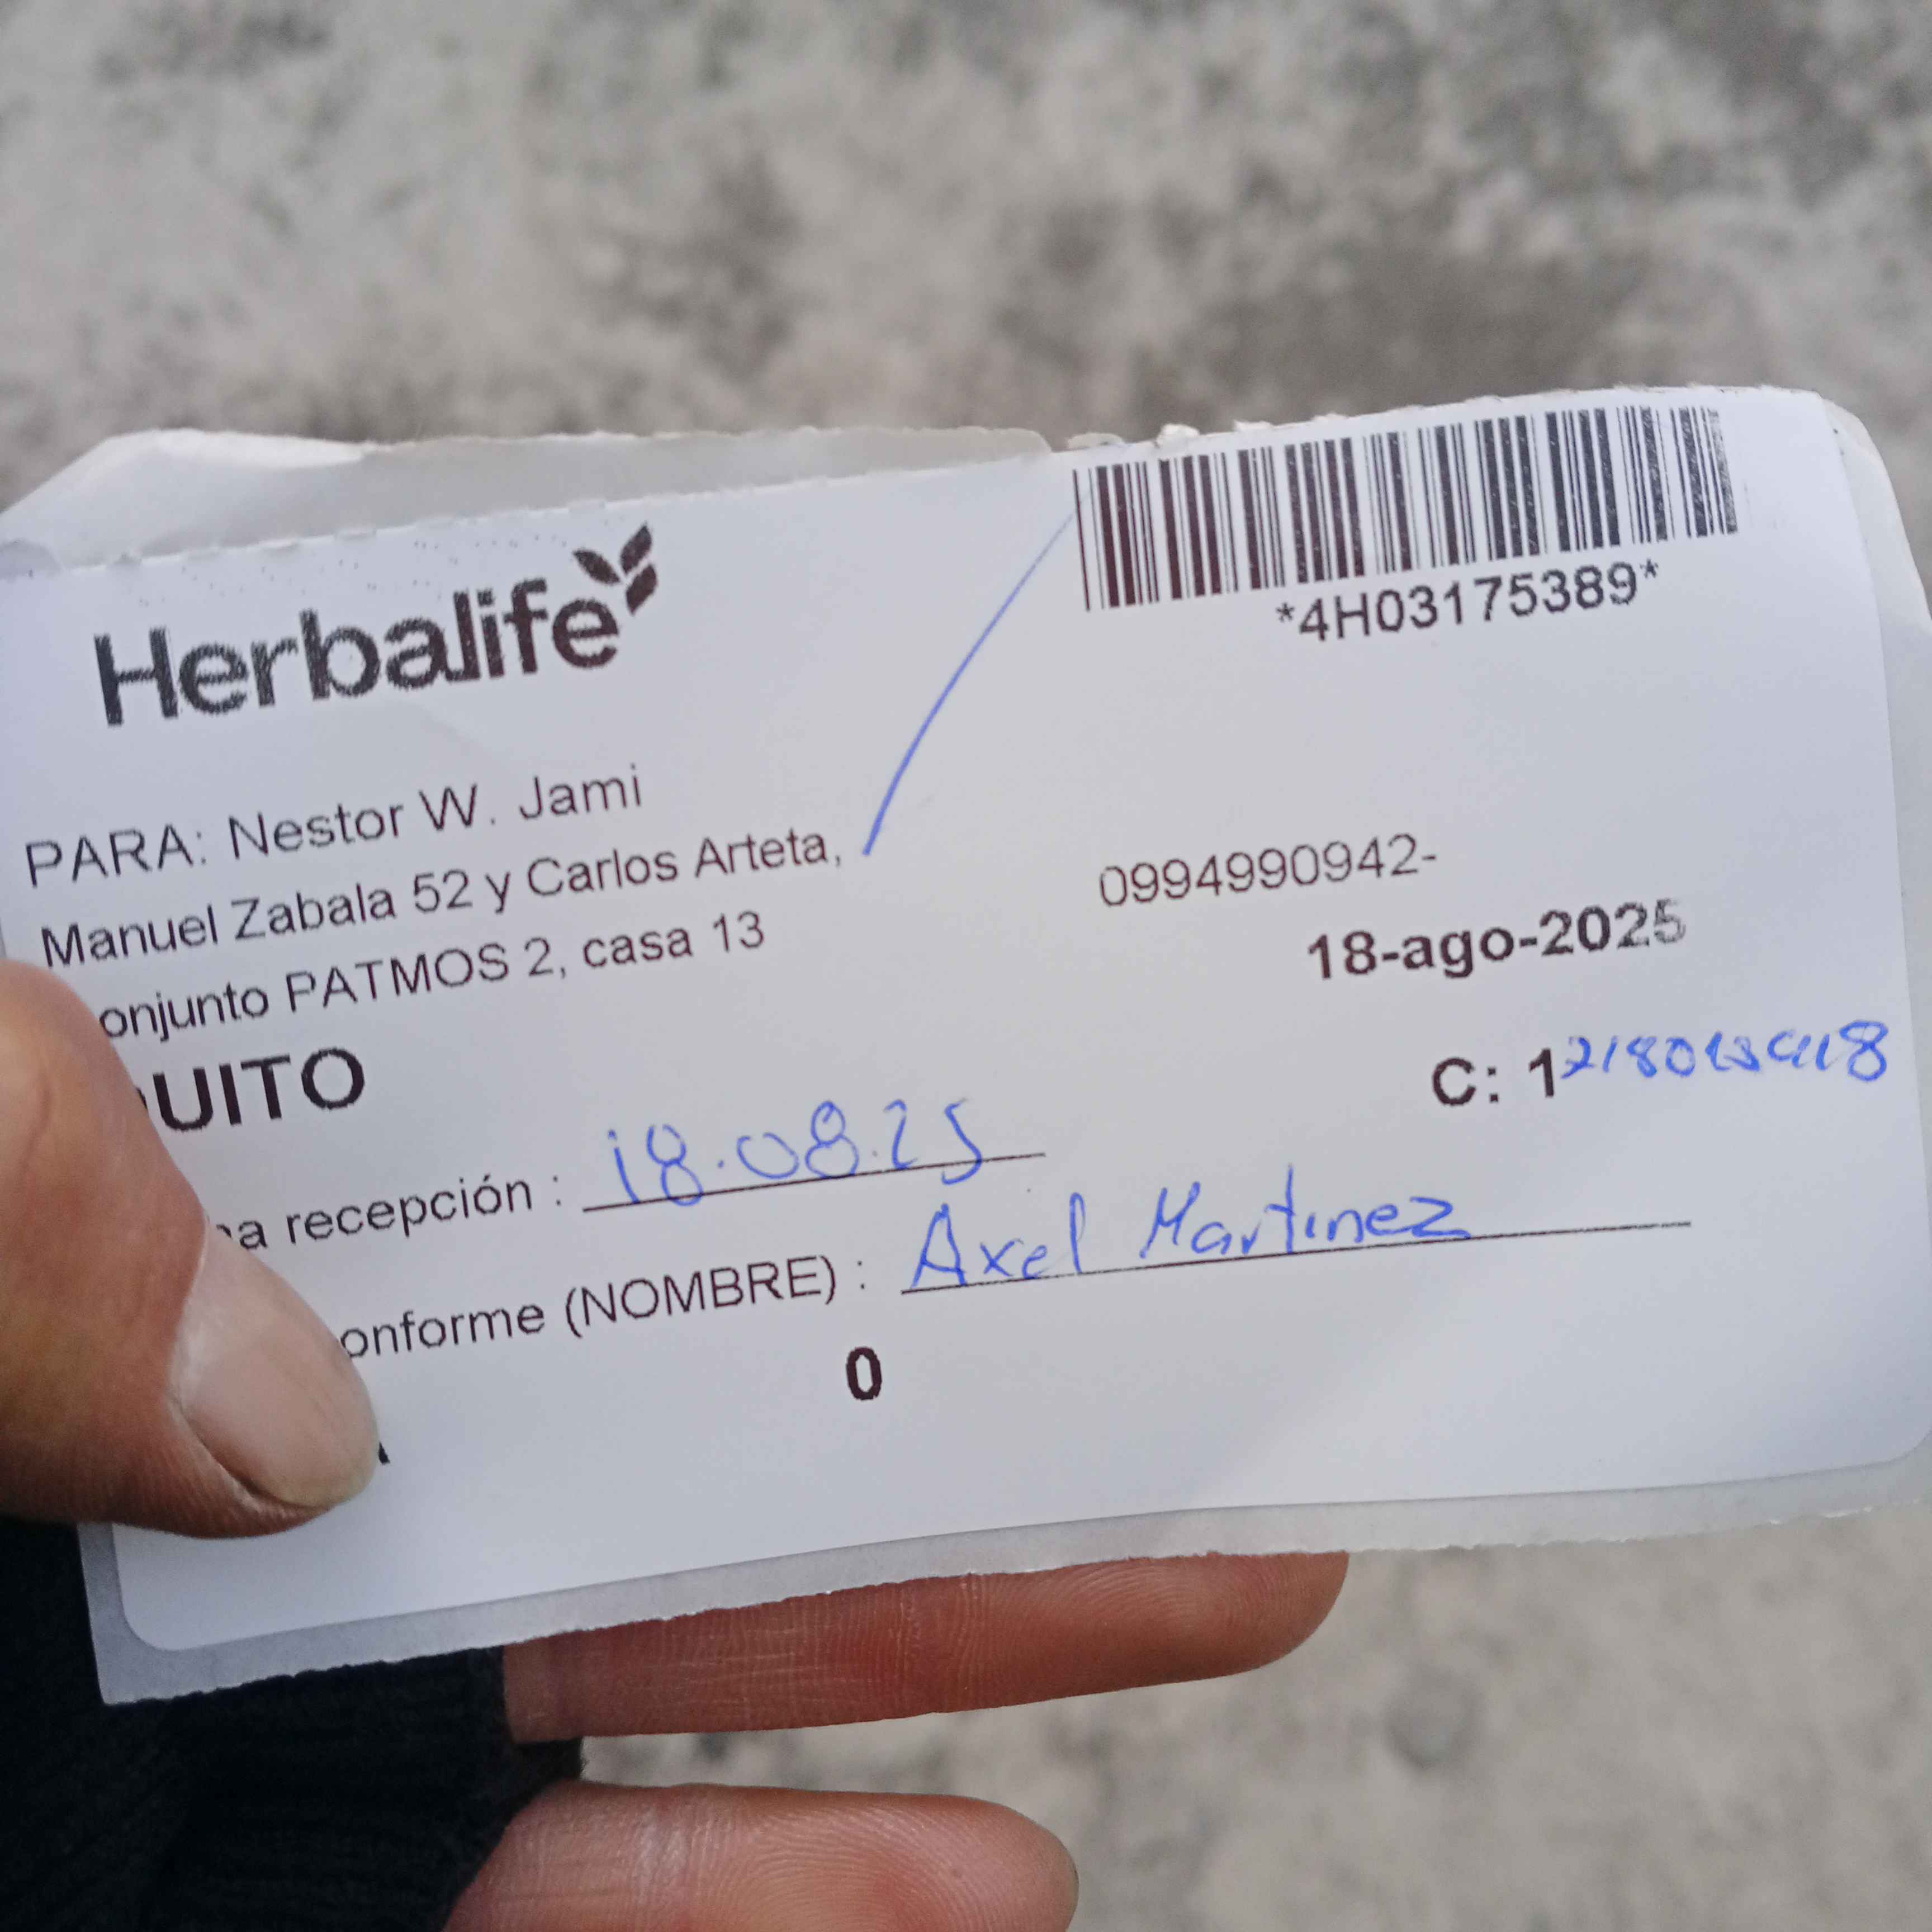 Herbalife
*4H03175389*
PARA: Nestor W. Jami
Manuel Zabala 52 y Carlos Arteta,
0994990942-
onjunto PATMOS 2, casa 13
18-ago-2025
UITO
C: 1
a recepción : 18.08.25
onforme (NOMBRE) : Axel Martinez
0